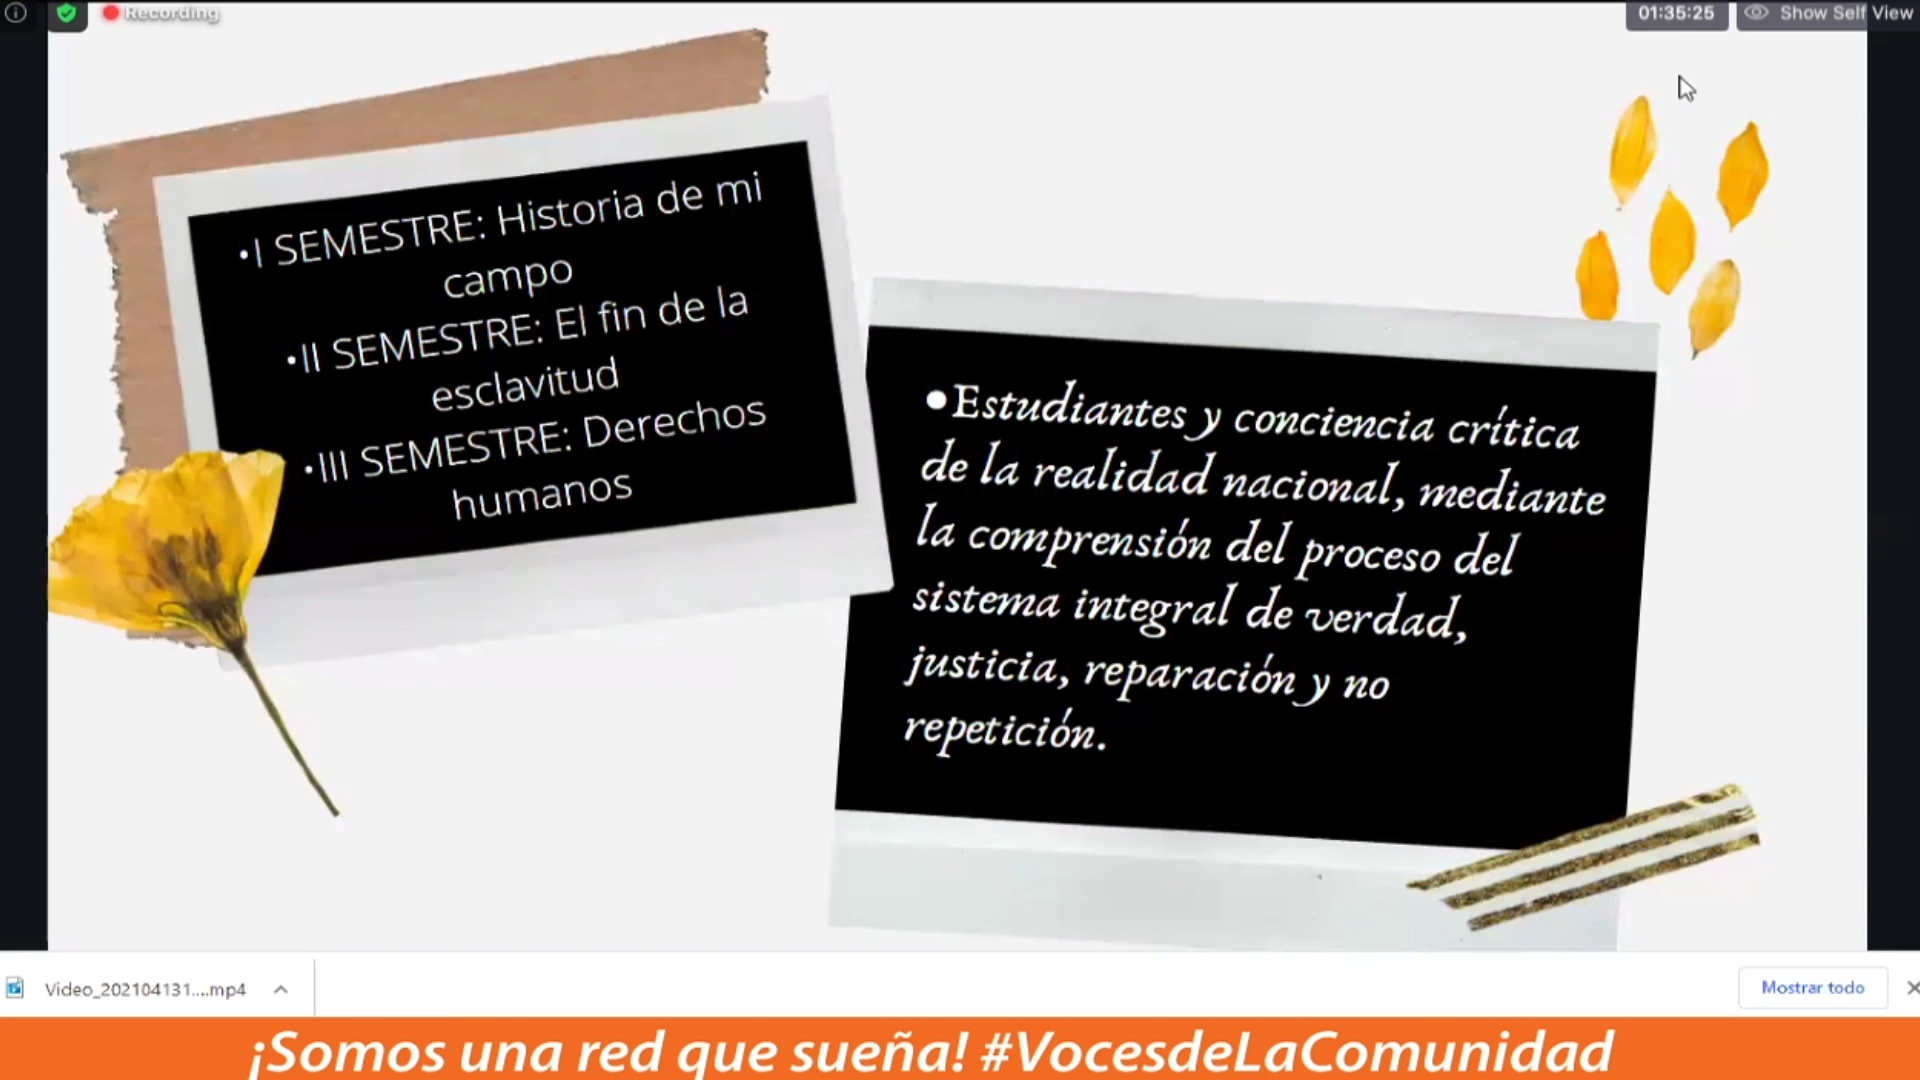 Recording
01:35:25
Show Self View
•I SEMESTRE: Historia de mi
campo
•II SEMESTRE: El fin de la
esclavitud
•III SEMESTRE: Derechos
humanos
•Estudiantes y conciencia crítica
de la realidad nacional, mediante
la comprensión del proceso del
sistema integral de verdad,
justicia, reparación y no
repetición.
Video_202104131....mp4
Mostrar todo
¡Somos una red que sueña! #VocesdeLaComunidad